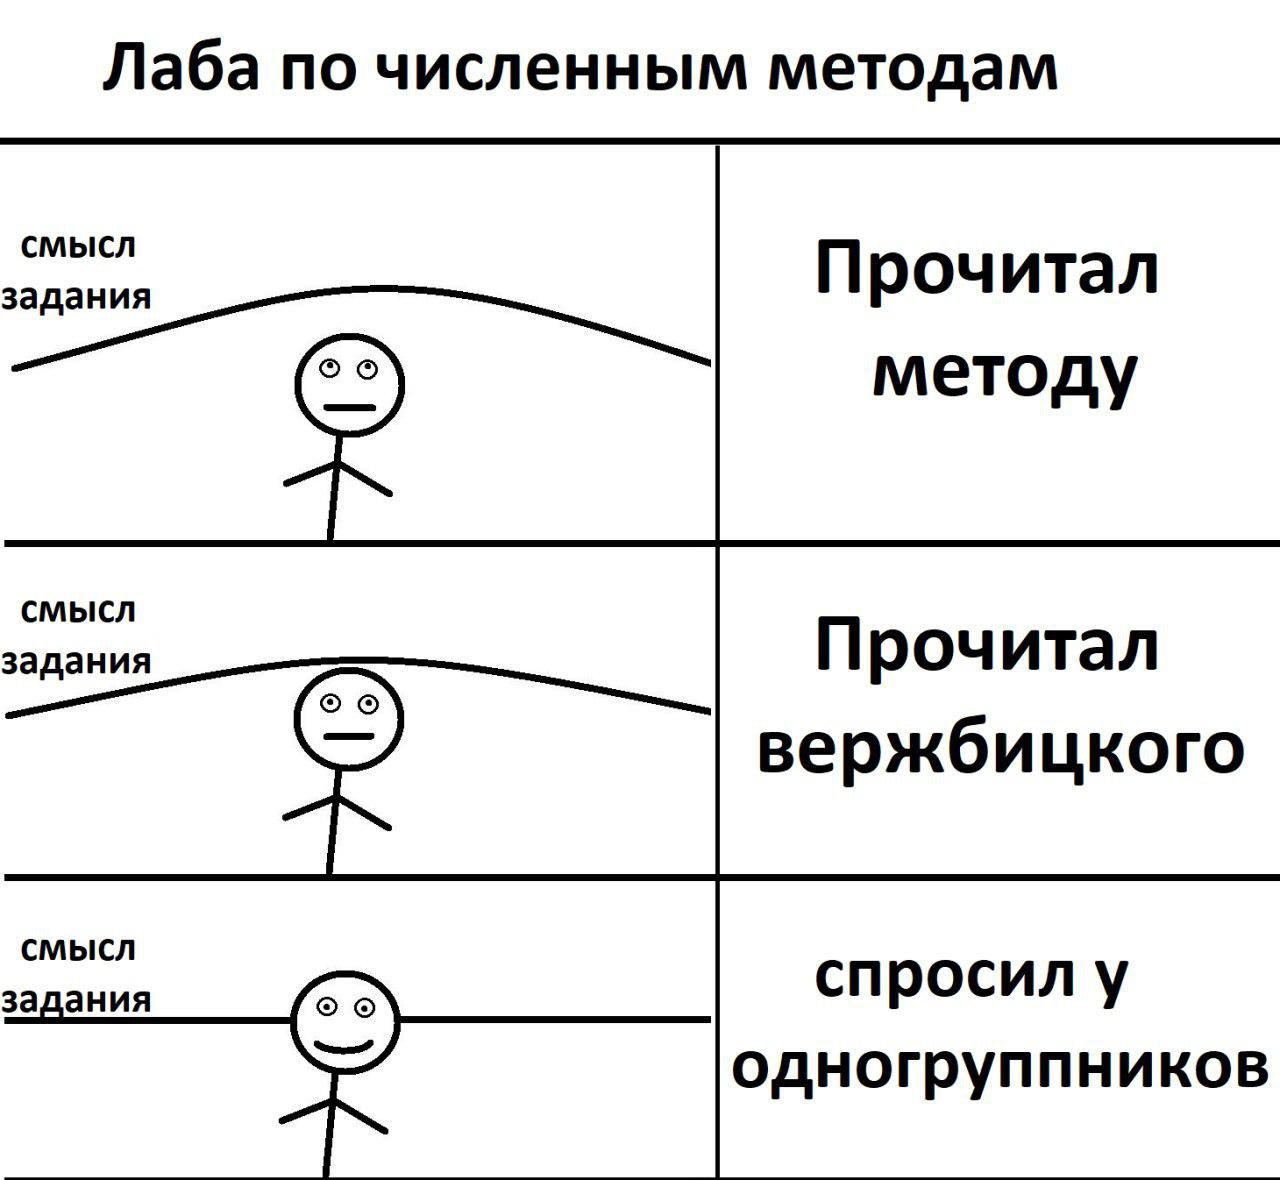 Лаба по численным методам
смысл
задания
Прочитал
методу
смысл
задания
Прочитал
вержбицкого
смысл
задания
спросил у
одногруппников